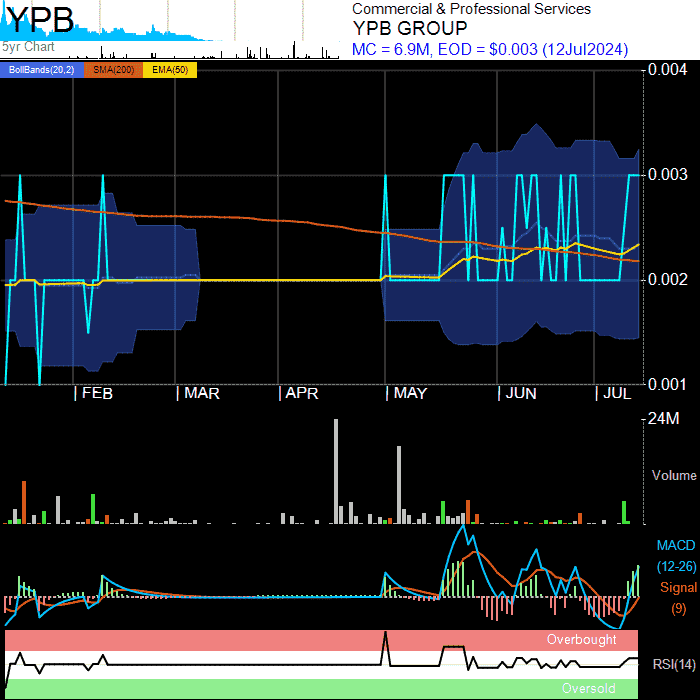 YPB
5yr Chart
Commercial & Professional Services
YPB GROUP
MC = 6.9M, EOD = $0.003 (12Jul2024)
BollBands(20,2) SMA(200) EMA(50)
0.004
0.003
0.002
0.001
| FEB | MAR | APR | MAY | JUN | JUL
24M
Volume
MACD
(12-26)
Signal
(9)
Overbought
RSI(14)
Oversold